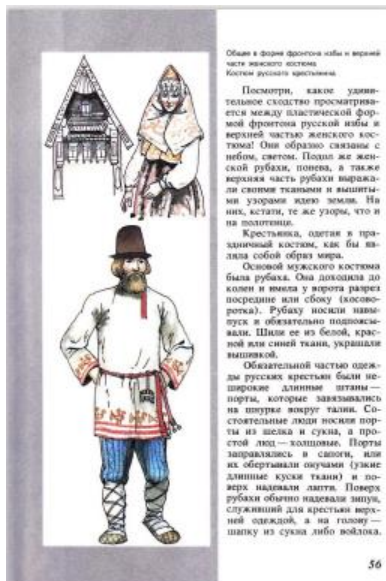 Общее в форме фронтона избы и верхней
части женского костюма
Костюм русского крестьянина
Посмотри, какое удиви-
тельное сходство просматрива-
ется между пластической фор-
мой фронтона русской избы и
верхней частью женского кос-
тюма! Они образно связаны с
небом, светом. Подол же жен-
ской рубахи, понева, а также
верхняя часть рубахи выража-
ли своими ткаными и вышиты-
ми узорами идею земли. На
них, кстати, те же узоры, что и
на полотенце.
Крестьянка, одетая в пра-
здничный костюм, как бы яв-
ляла собой образ мира.
Основой мужского костюма
была рубаха. Она доходила до
колен и имела у ворота разрез
посредине или сбоку (косово-
ротка). Рубаху носили навы-
пуск и обязательно подпоясы-
вали. Шили ее из белой, крас-
ной или синей ткани, украшали
вышивкой.
Обязательной частью одеж-
ды русских крестьян были не-
широкие длинные штаны —
порты, которые завязывались
на шнурке вокруг талии. Со-
стоятельные люди носили пор-
ты из шелка и сукна, а про-
стой люд — холщовые. Порты
заправлялись в сапоги, или
их обертывали онучами (узкие
длинные куски ткани) и по-
верх надевали лапти. Поверх
рубахи обычно надевали зипун,
служивший для крестьян верх-
ней одеждой, а на голову —
шапку из сукна либо войлока.
56